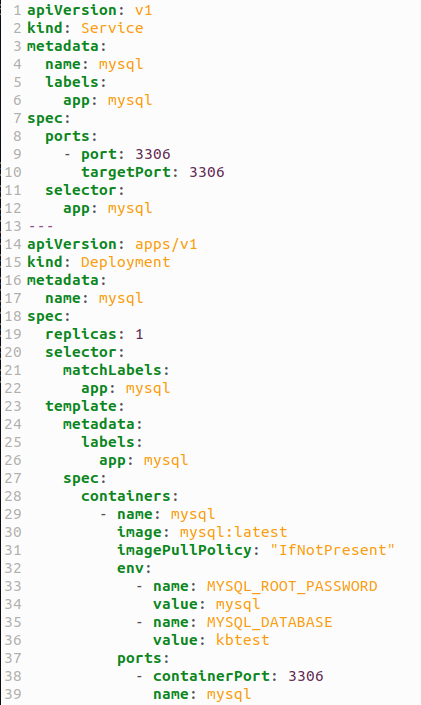 1 apiVersion: v1
2 kind: Service
3 metadata:
4   name: mysql
5   labels:
6     app: mysql
7 spec:
8   ports:
9     - port: 3306
10       targetPort: 3306
11   selector:
12     app: mysql
13 ---
14 apiVersion: apps/v1
15 kind: Deployment
16 metadata:
17   name: mysql
18 spec:
19   replicas: 1
20   selector:
21     matchLabels:
22       app: mysql
23   template:
24     metadata:
25       labels:
26         app: mysql
27     spec:
28       containers:
29         - name: mysql
30           image: mysql:latest
31           imagePullPolicy: "IfNotPresent"
32           env:
33             - name: MYSQL_ROOT_PASSWORD
34               value: mysql
35             - name: MYSQL_DATABASE
36               value: kbtest
37           ports:
38             - containerPort: 3306
39               name: mysql